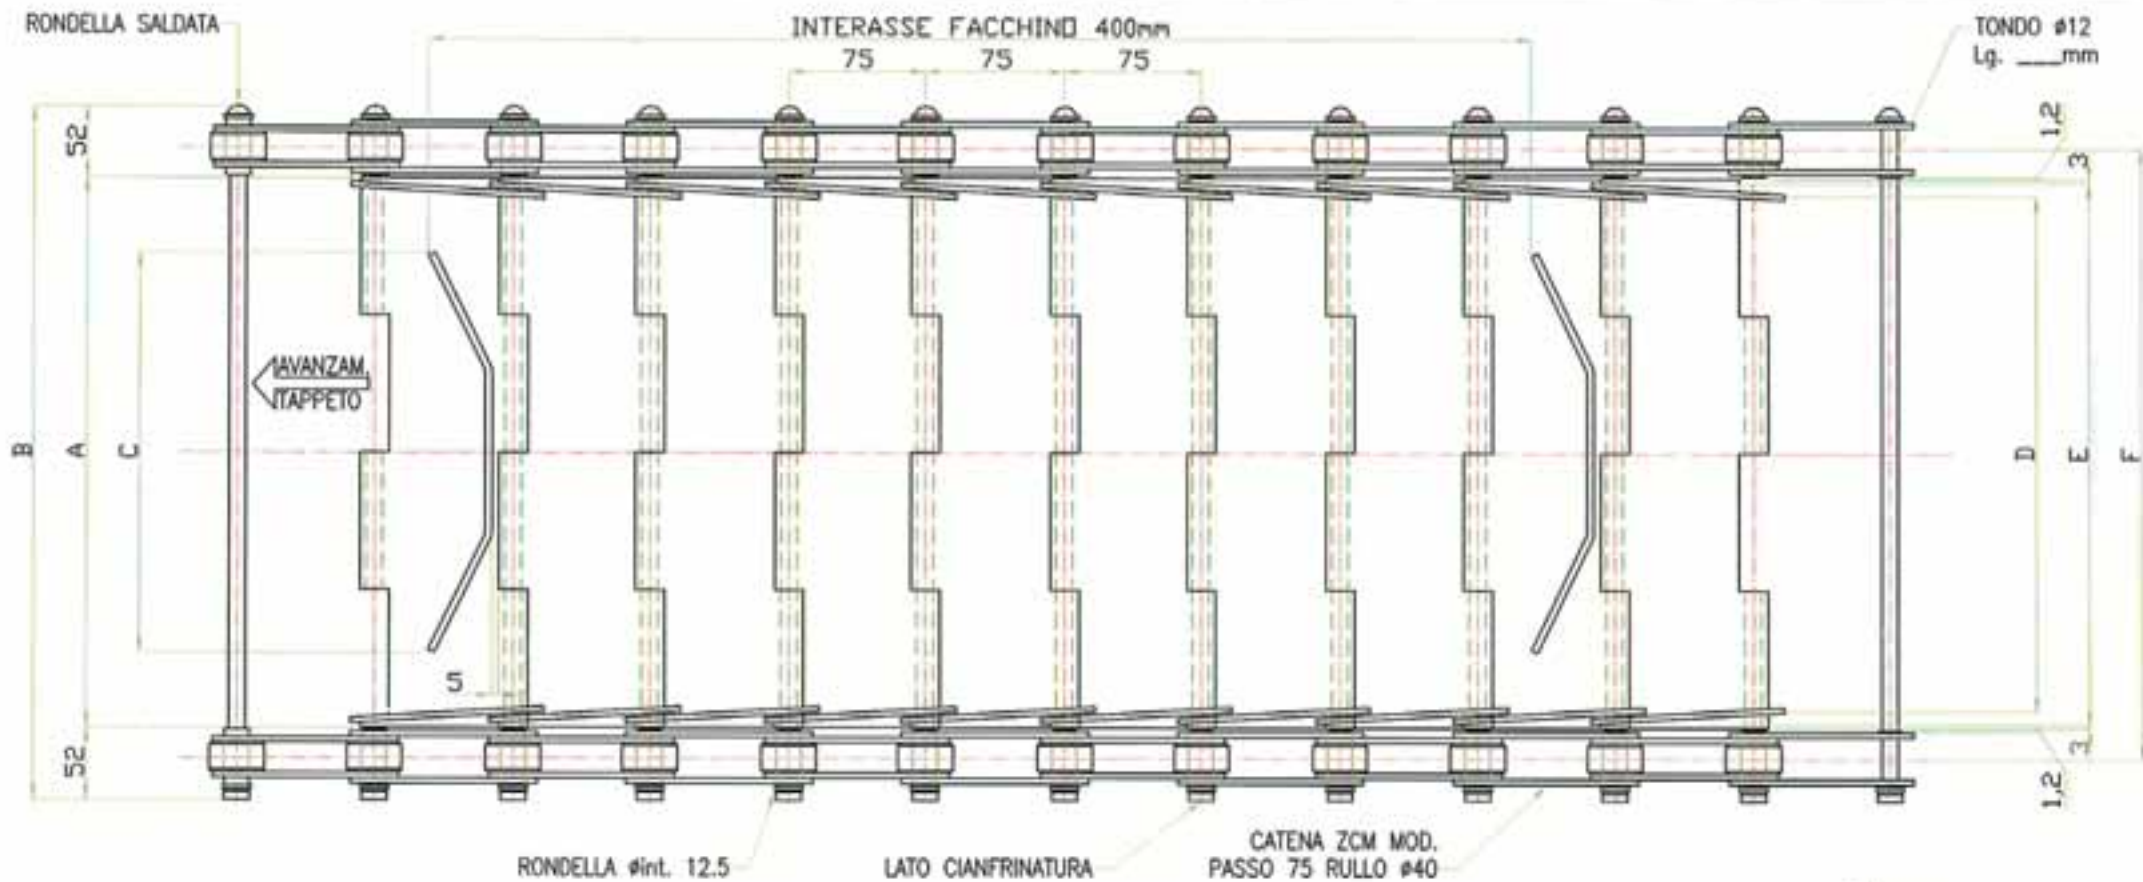 RONDELLA SALDATA
INTERASSE FACCHINO 400mm
TONDO ø12
Lg. ___mm
75
75
75
52
1,2
3
AVANZAM.
TAPPETO
B
A
C
D
E
F
5
52
3
1,2
RONDELLA øint. 12.5
LATO CIANFRINATURA
CATENA ZCM MOD.
PASSO 75 RULLO ø40